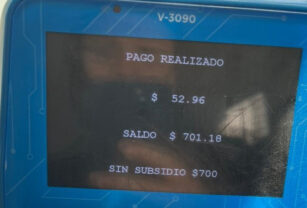 V-3090
PAGO REALIZADO
$ 52.96
SALDO $ 701.18
SIN SUBSIDIO $700